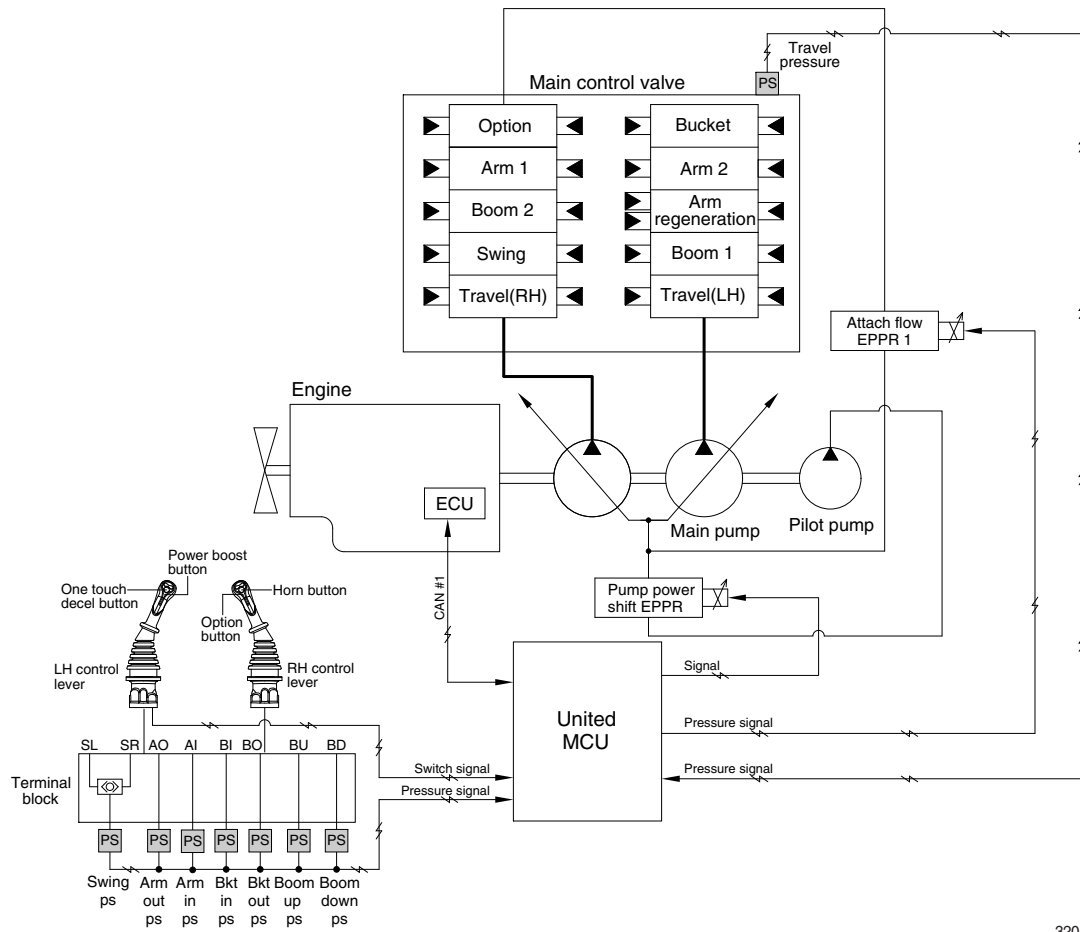 Travel
pressure
PS
Main control valve
Option
Bucket
Arm 1
Arm 2
Boom 2
Arm
regeneration
Swing
Boom 1
Travel(RH)
Travel(LH)
Attach flow
EPPR 1
Engine
ECU
Main pump
Pilot pump
CAN #1
Pump power
shift EPPR
Power boost
button
One touch
decel button
Horn button
Option
button
LH control
lever
RH control
lever
Signal
United
MCU
Pressure signal
Pressure signal
Switch signal
Pressure signal
SL SR AO AI BI BO BU BD
Terminal
block
PS PS PS PS PS PS PS
Swing
ps
Arm
out
ps
Arm
in
ps
Bkt
in
ps
Bkt
out
ps
Boom
up
ps
Boom
down
ps
320